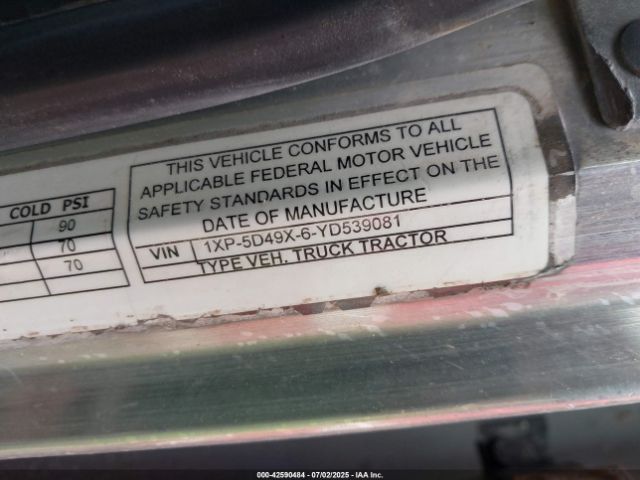 COLD PSI
90
70
70
THIS VEHICLE CONFORMS TO ALL
APPLICABLE FEDERAL MOTOR VEHICLE
SAFETY STANDARDS IN EFFECT ON THE
DATE OF MANUFACTURE
VIN 1XP-5D49X-6-YD539081
TYPE VEH. TRUCK TRACTOR
000-42590484 | 07/02/2025 - IAA Inc.